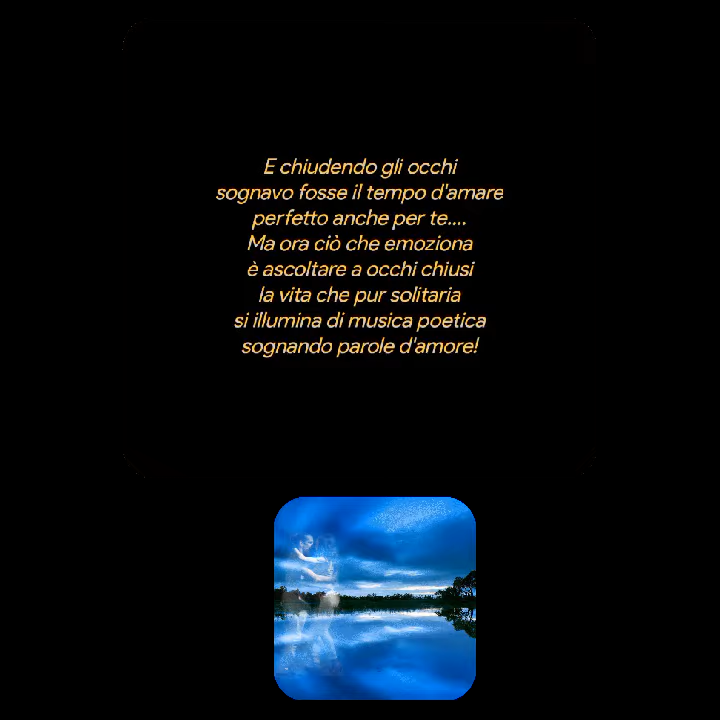 E chiudendo gli occhi
sognavo fosse il tempo d'amare
perfetto anche per te....
Ma ora ciò che emoziona
è ascoltare a occhi chiusi
la vita che pur solitaria
si illumina di musica poetica
sognando parole d'amore!